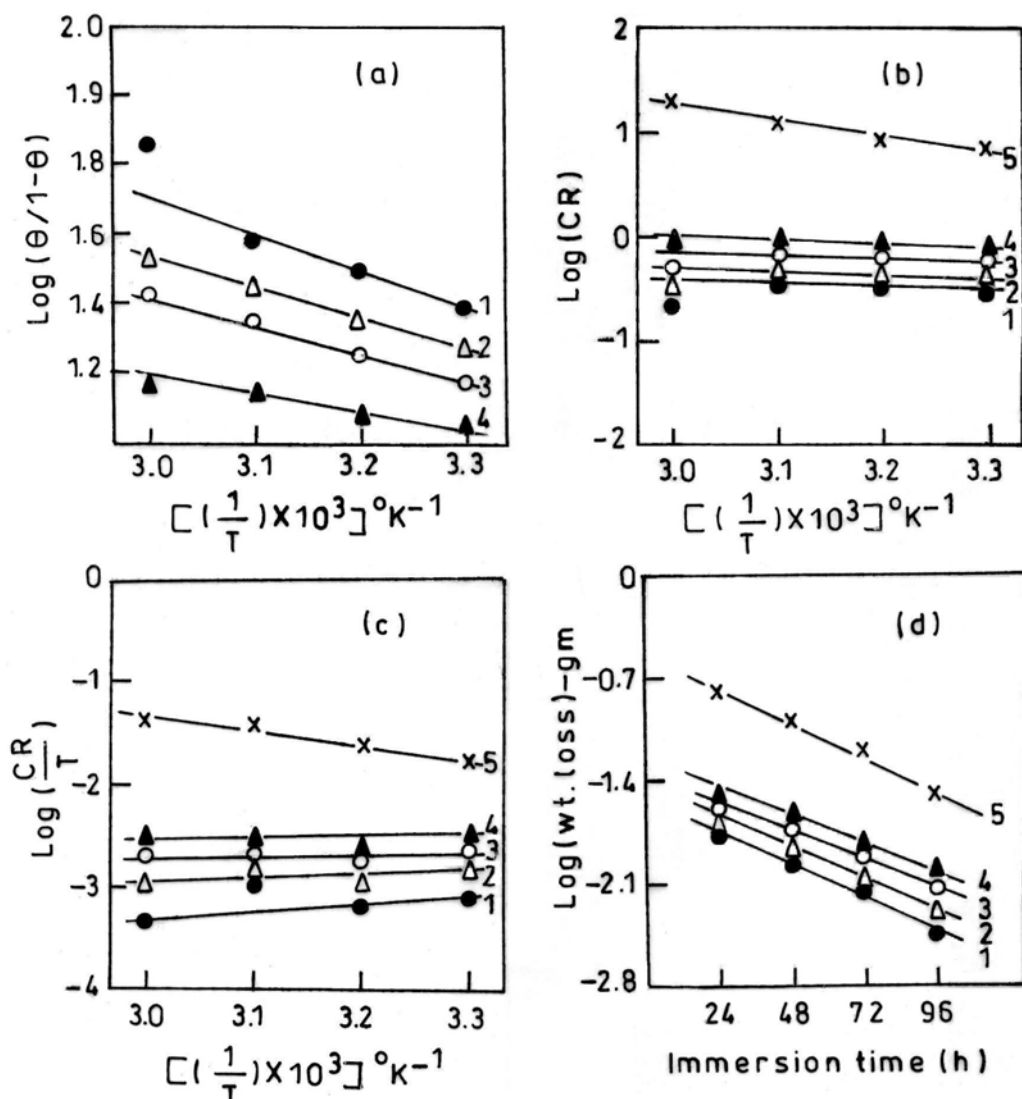 (a)
Log(θ/1-θ)
2.0
1.9
1.8
1.6
1.4
1.2
1
2
3
4
3.0 3.1 3.2 3.3
[(1/T)X10³]°K⁻¹
(b)
Log(CR)
2
1
0
-1
-2
5
4
3
2
1
3.0 3.1 3.2 3.3
[(1/T)X10³]°K⁻¹
(c)
Log(CR/T)
0
-1
-2
-3
-4
5
4
3
2
1
3.0 3.1 3.2 3.3
[(1/T)X10³]°K⁻¹
(d)
Log(wt.loss)-gm
0
-0.7
-1.4
-2.1
-2.8
5
4
3
2
1
24 48 72 96
Immersion time (h)